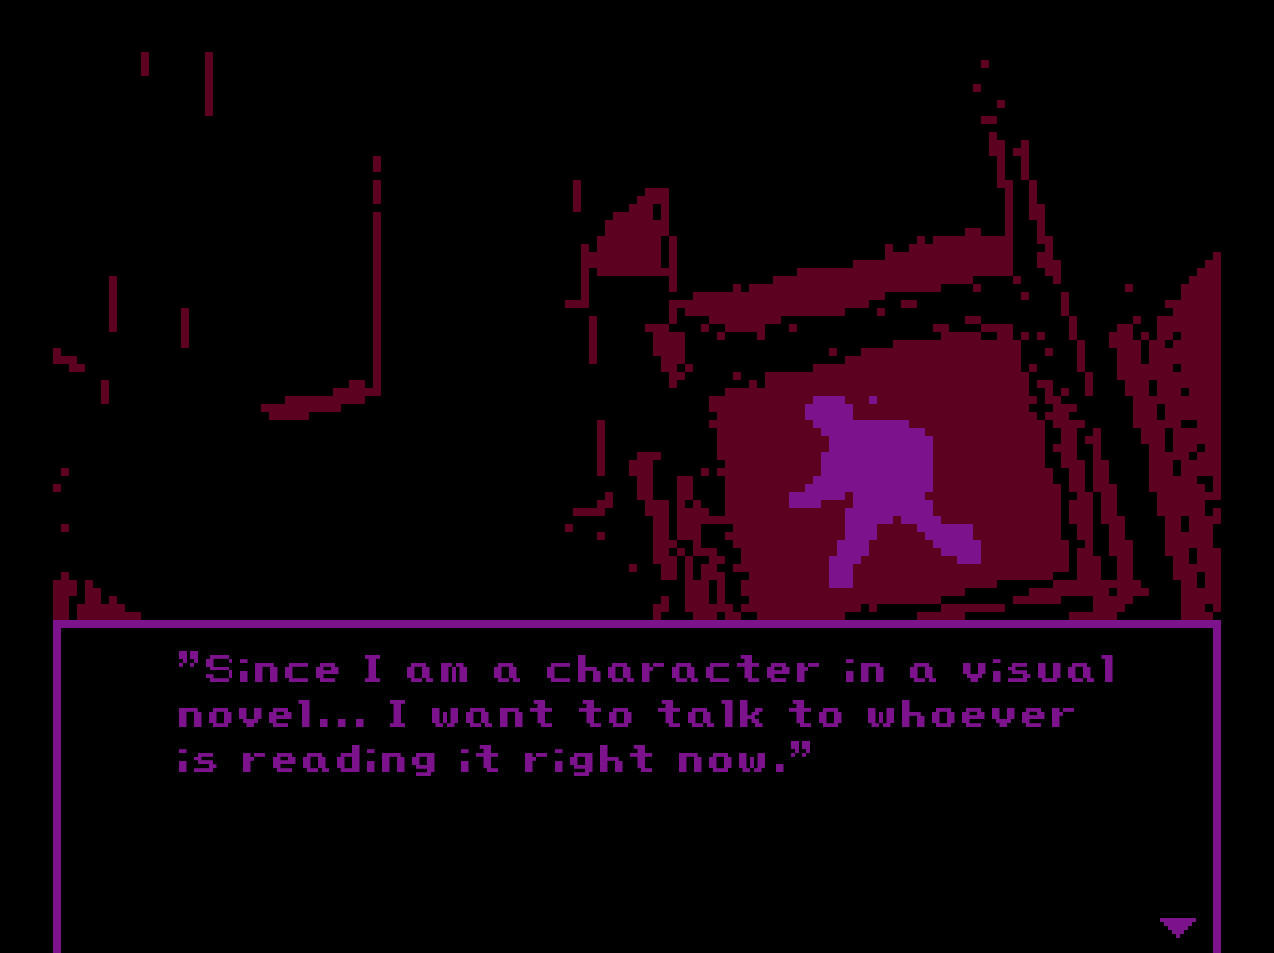 "Since I am a character in a visual
novel... I want to talk to whoever
is reading it right now."